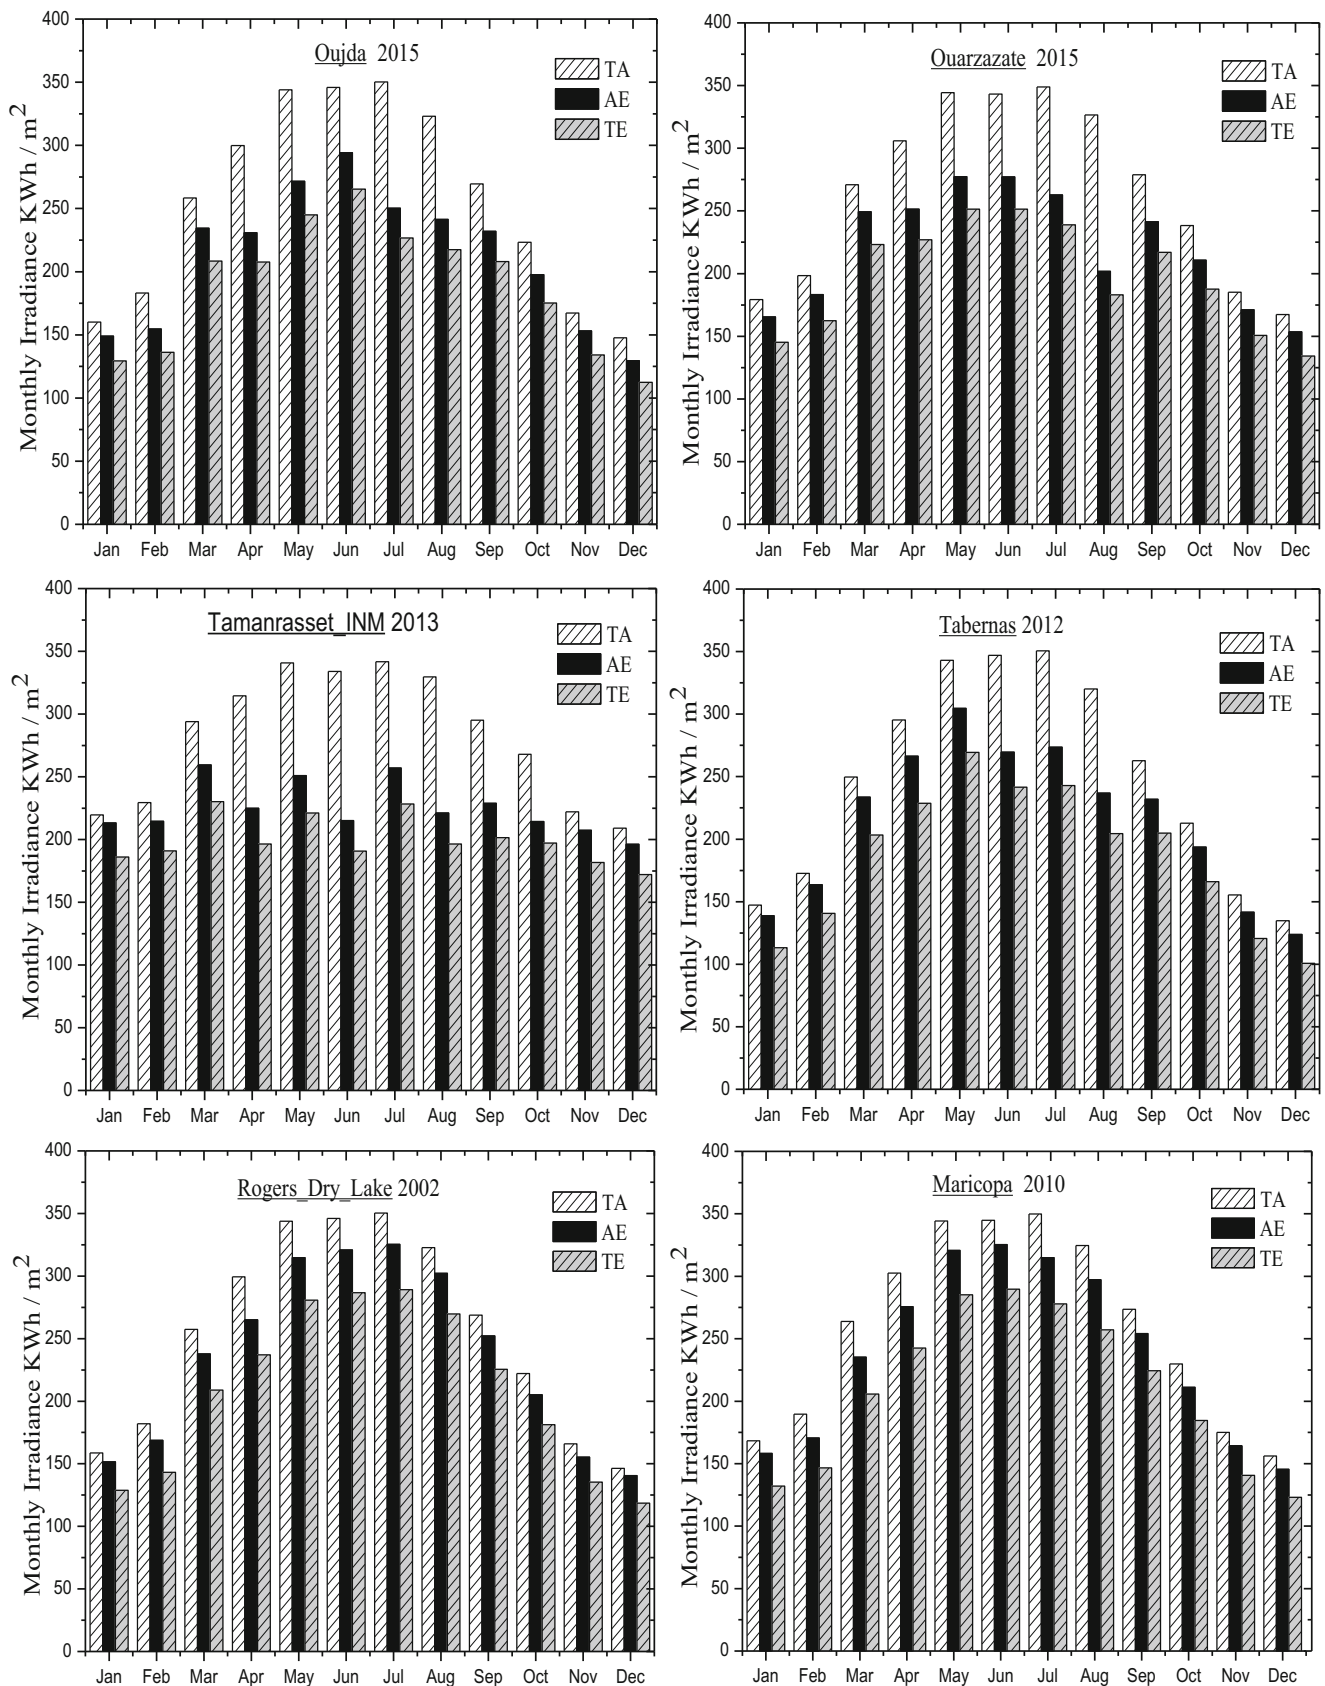 Oujda 2015
TA
AE
TE
Monthly Irradiance KWh / m²
400
350
300
250
200
150
100
50
0
Jan Feb Mar Apr May Jun Jul Aug Sep Oct Nov Dec
Ouarzazate 2015
TA
AE
TE
Monthly Irradiance KWh / m²
400
350
300
250
200
150
100
50
0
Jan Feb Mar Apr May Jun Jul Aug Sep Oct Nov Dec
Tamanrasset_INM 2013
TA
AE
TE
Monthly Irradiance KWh / m²
400
350
300
250
200
150
100
50
0
Jan Feb Mar Apr May Jun Jul Aug Sep Oct Nov Dec
Tabernas 2012
TA
AE
TE
Monthly Irradiance KWh / m²
400
350
300
250
200
150
100
50
0
Jan Feb Mar Apr May Jun Jul Aug Sep Oct Nov Dec
Rogers_Dry_Lake 2002
TA
AE
TE
Monthly Irradiance KWh / m²
400
350
300
250
200
150
100
50
0
Jan Feb Mar Apr May Jun Jul Aug Sep Oct Nov Dec
Maricopa 2010
TA
AE
TE
Monthly Irradiance KWh / m²
400
350
300
250
200
150
100
50
0
Jan Feb Mar Apr May Jun Jul Aug Sep Oct Nov Dec